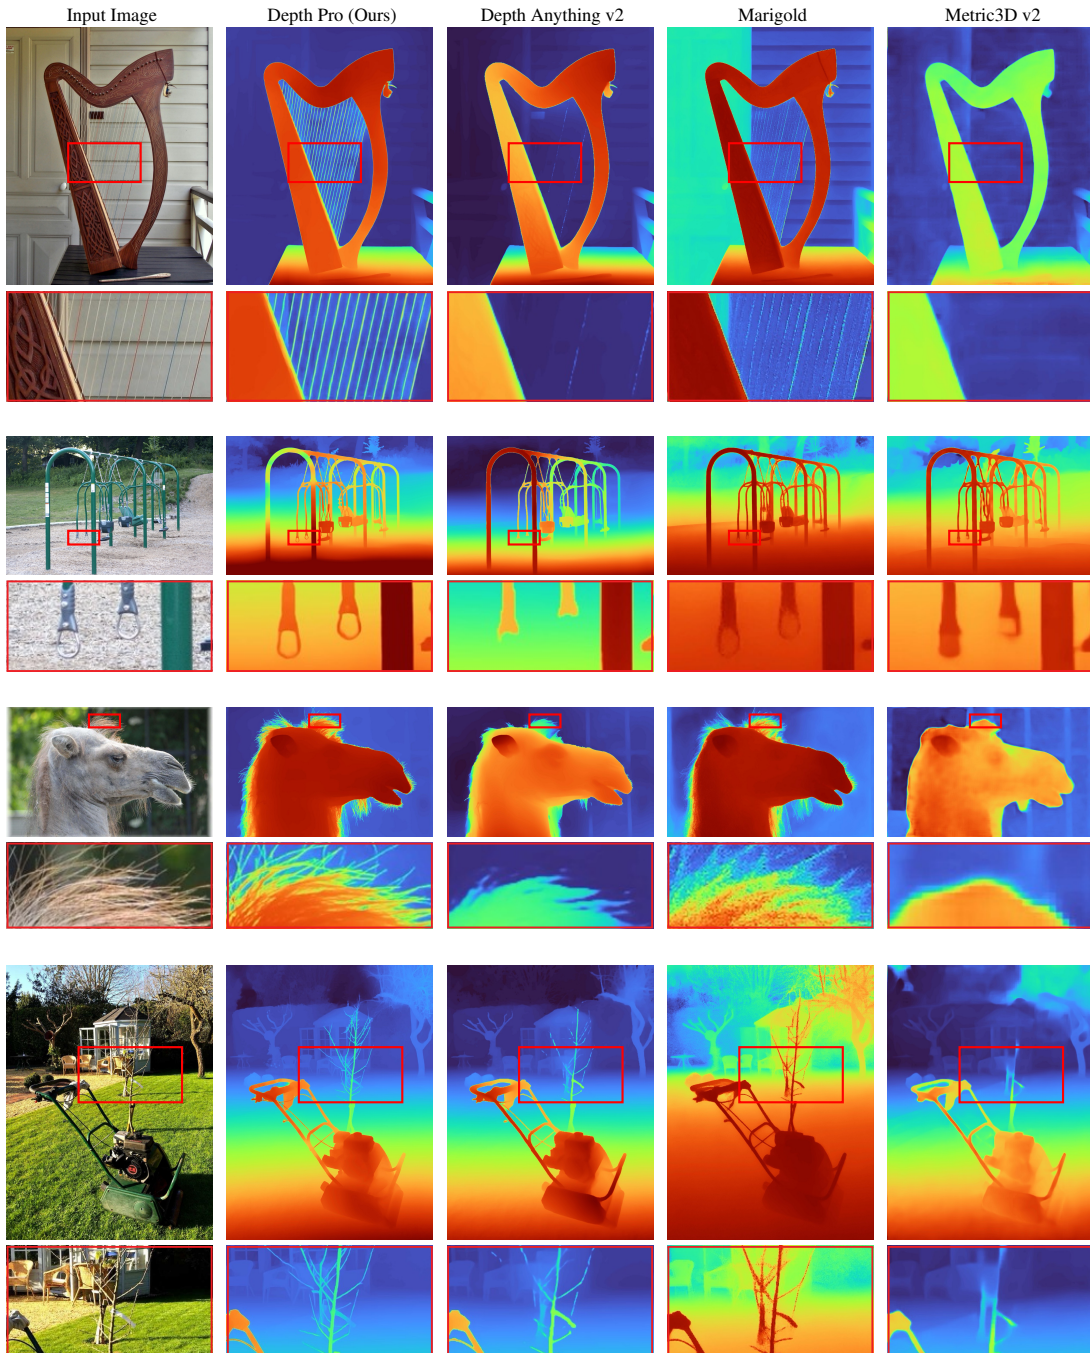 Input Image
Depth Pro (Ours)
Depth Anything v2
Marigold
Metric3D v2